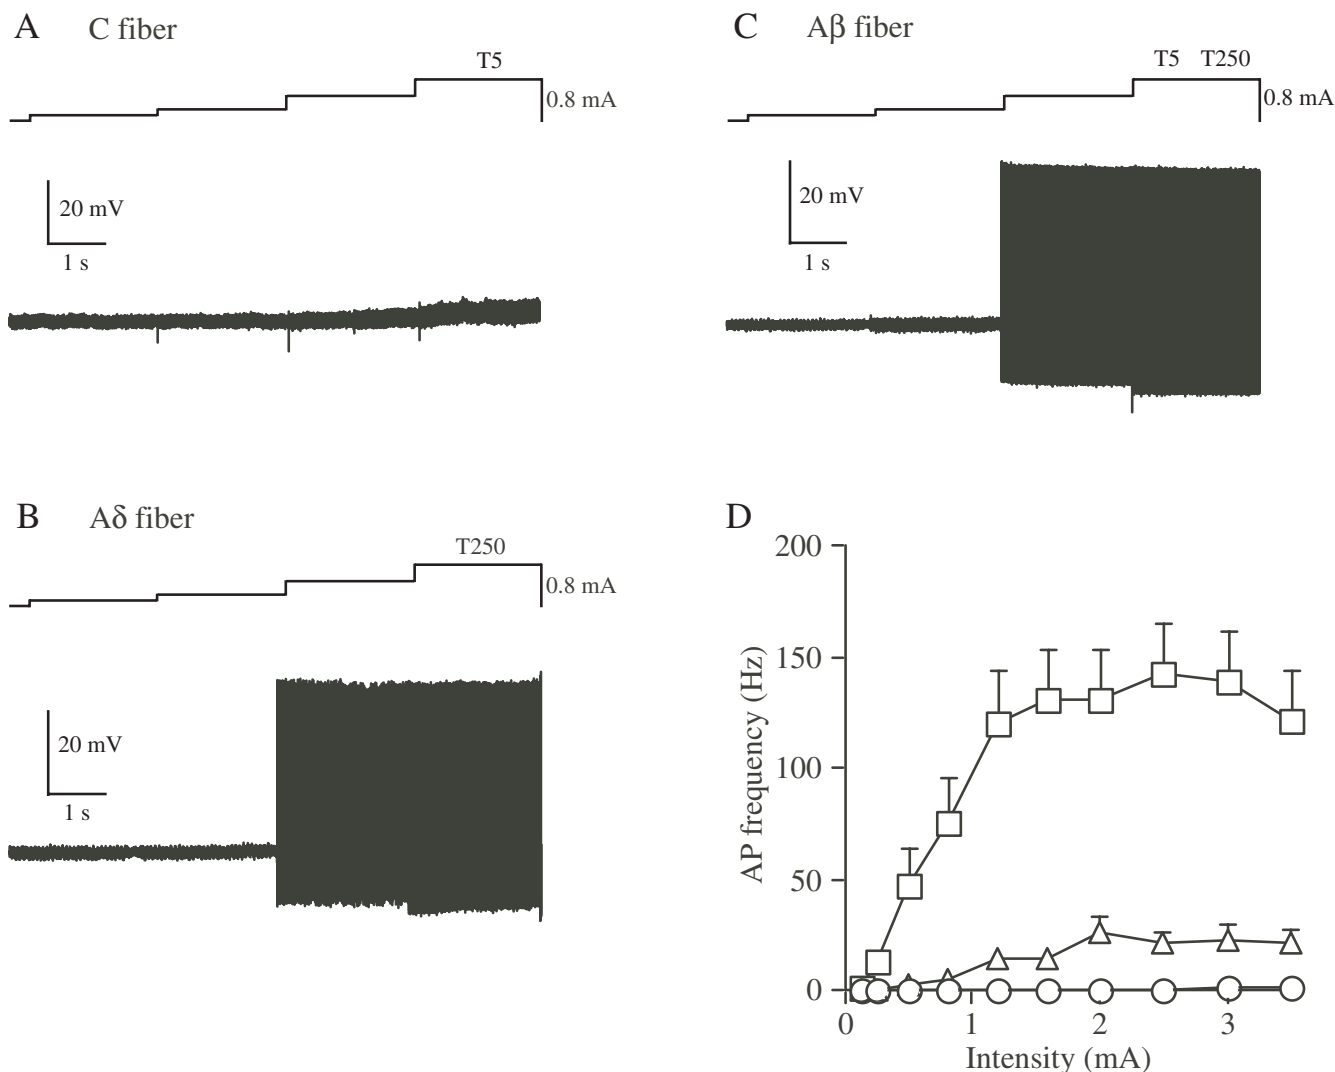 A C fiber
T5
0.8 mA
20 mV
1 s
B Aδ fiber
T250
0.8 mA
20 mV
1 s
C Aβ fiber
T5 T250
0.8 mA
20 mV
1 s
D
200
150
100
50
0
AP frequency (Hz)
0 1 2 3
Intensity (mA)